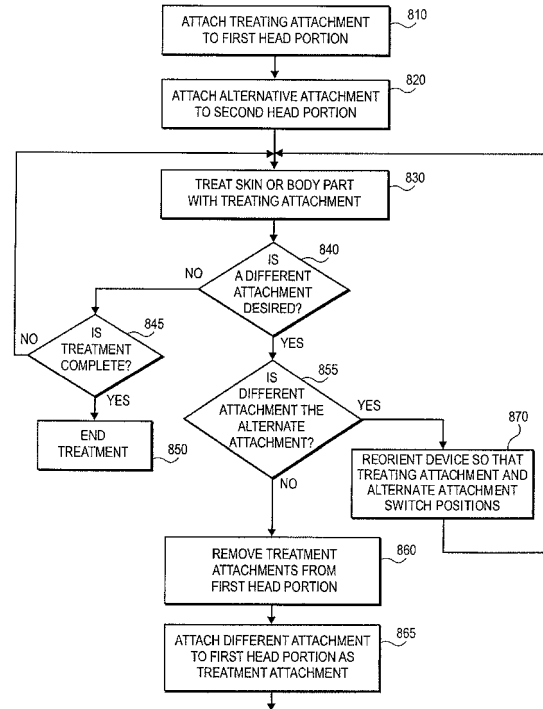 ATTACH TREATING ATTACHMENT
TO FIRST HEAD PORTION
810
ATTACH ALTERNATIVE ATTACHMENT
TO SECOND HEAD PORTION
820
TREAT SKIN OR BODY PART
WITH TREATING ATTACHMENT
830
IS
A DIFFERENT
ATTACHMENT
DESIRED?
840
NO
YES
IS
TREATMENT
COMPLETE?
845
NO
YES
END
TREATMENT
850
IS
DIFFERENT
ATTACHMENT THE
ALTERNATE
ATTACHMENT?
855
YES
NO
REORIENT DEVICE SO THAT
TREATING ATTACHMENT AND
ALTERNATE ATTACHMENT
SWITCH POSITIONS
870
REMOVE TREATMENT
ATTACHMENTS FROM
FIRST HEAD PORTION
860
ATTACH DIFFERENT ATTACHMENT
TO FIRST HEAD PORTION AS
TREATMENT ATTACHMENT
865